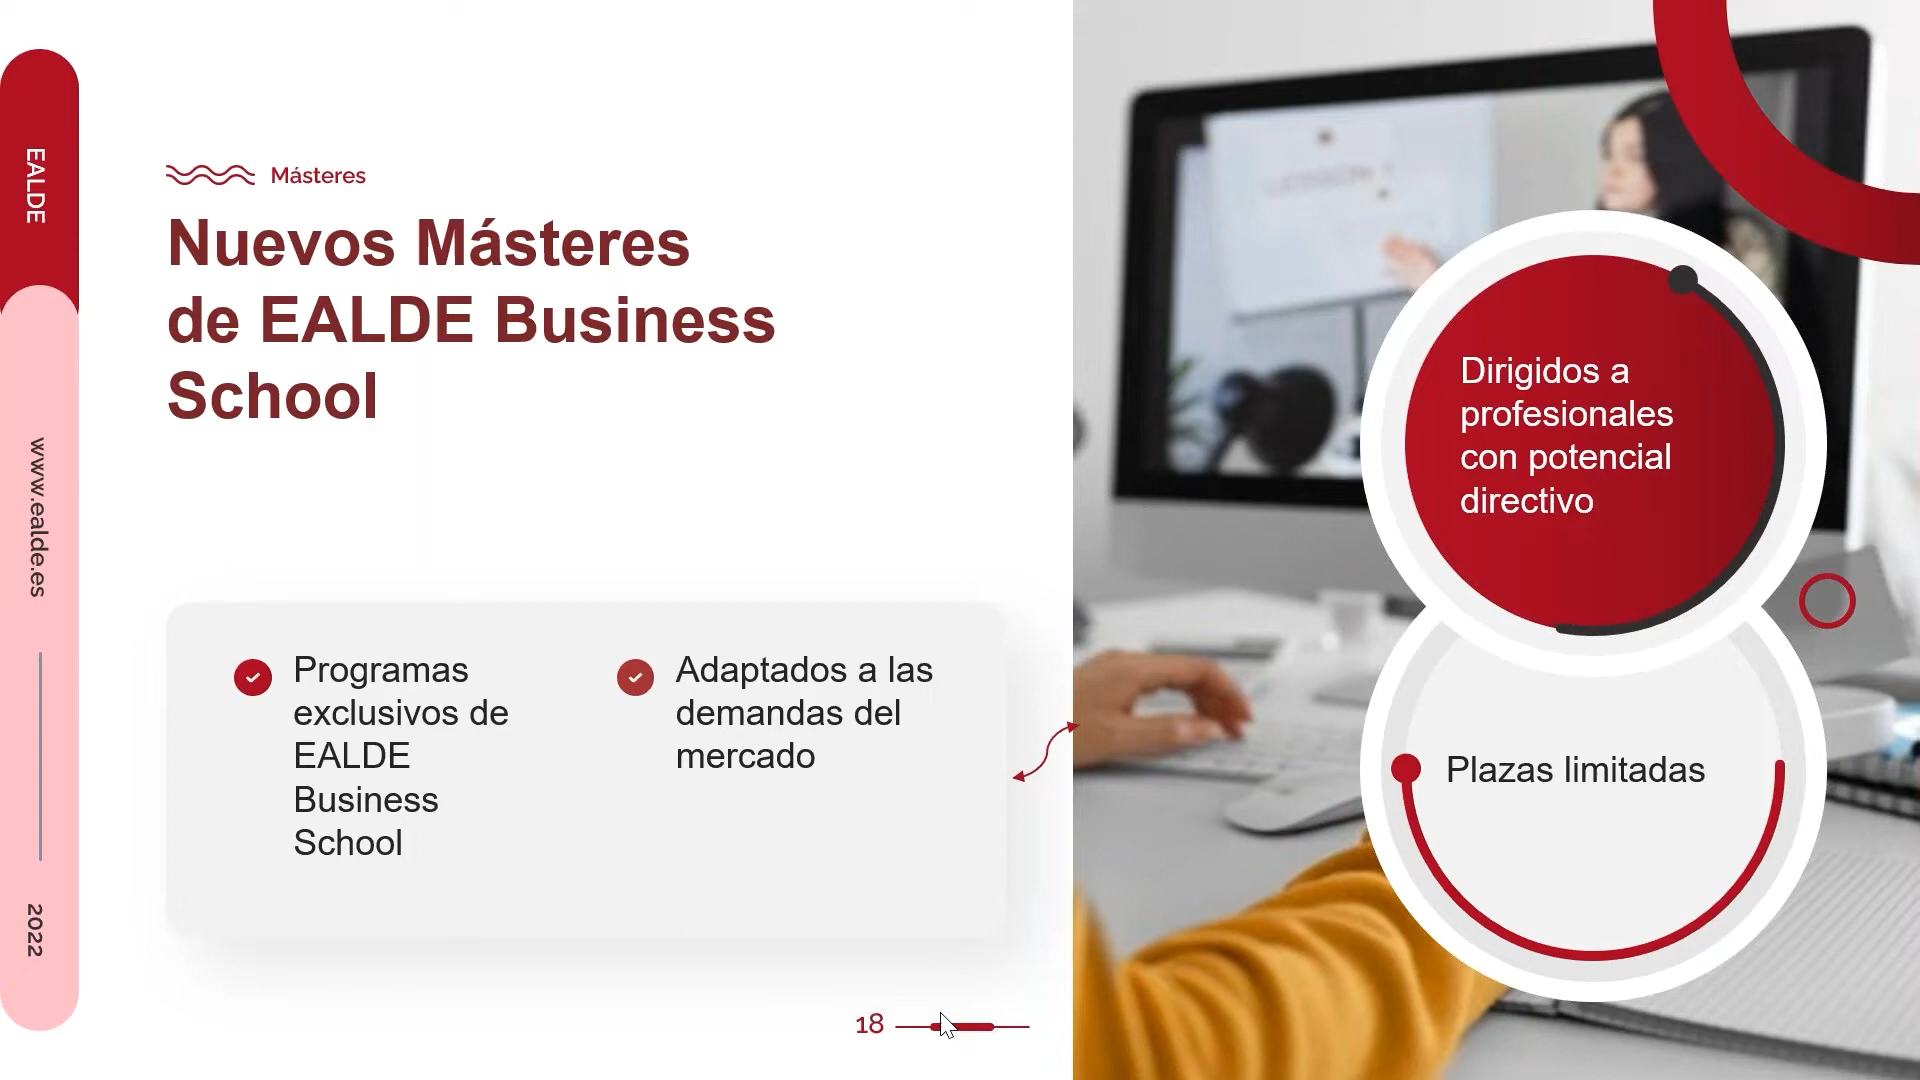 EALDE
www.ealde.es
2022
Másteres
Nuevos Másteres
de EALDE Business
School
Programas
exclusivos de
EALDE
Business
School
Adaptados a las
demandas del
mercado
18
Dirigidos a
profesionales
con potencial
directivo
Plazas limitadas